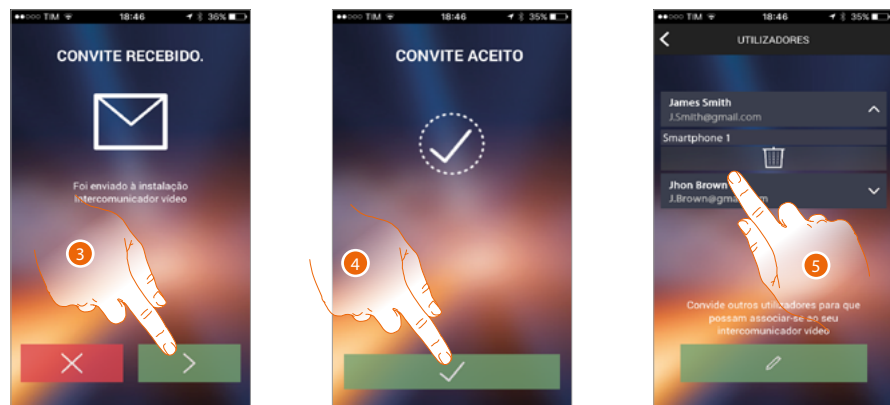 TIM 18:46 36%
CONVITE RECEBIDO.
Foi enviado à instalação
Intercomunicador vídeo
3
TIM 18:46 35%
CONVITE ACEITO
4
TIM 18:46 35%
UTILIZADORES
James Smith
J.Smith@gmail.com
Smartphone 1
Jhon Brown
5
Convide outros utilizadores para que
possam associar-se ao seu
intercomunicador vídeo